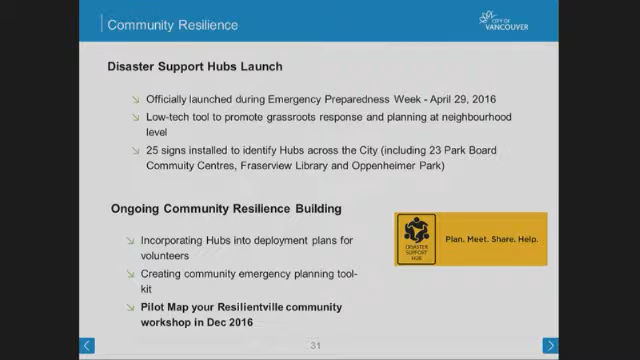 Community Resilience
CITY OF
VANCOUVER
Disaster Support Hubs Launch
Officially launched during Emergency Preparedness Week - April 29, 2016
Low-tech tool to promote grassroots response and planning at neighbourhood
level
25 signs installed to identify Hubs across the City (including 23 Park Board
Commuity Centres, Fraserview Library and Oppenheimer Park)
Ongoing Community Resilience Building
Incorporating Hubs into deployment plans for
volunteers
Creating community emergency planning tool-
kit
Pilot Map your Resilientville community
workshop in Dec 2016
DISASTER
SUPPORT
HUB
Plan. Meet. Share. Help.
31